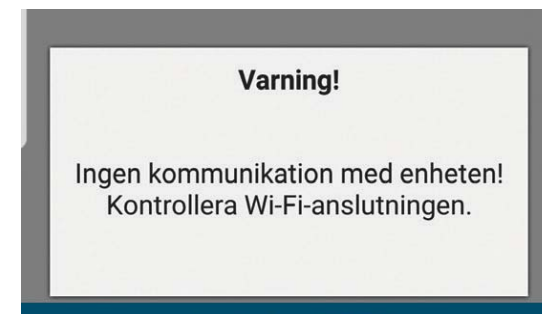 Varning!
Ingen kommunikation med enheten!
Kontrollera Wi-Fi-anslutningen.